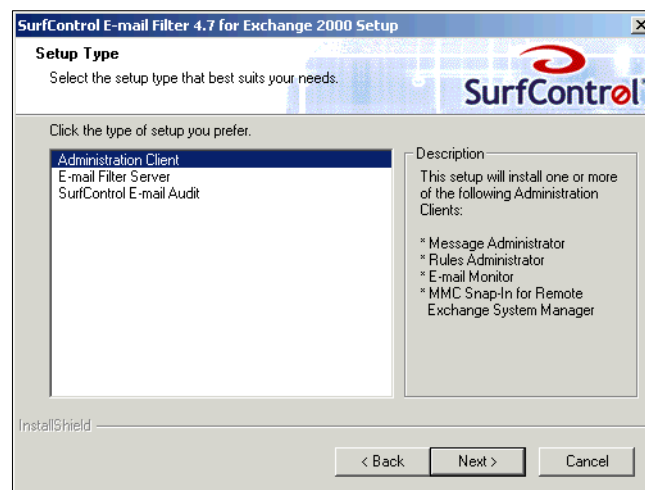 SurfControl E-mail Filter 4.7 for Exchange 2000 Setup
Setup Type
Select the setup type that best suits your needs.
SurfControl
Click the type of setup you prefer.
Administration Client
E-mail Filter Server
SurfControl E-mail Audit
Description
This setup will install one or more
of the following Administration
Clients:
* Message Administrator
* Rules Administrator
* E-mail Monitor
* MMC Snap-In for Remote
Exchange System Manager
InstallShield
< Back
Next >
Cancel